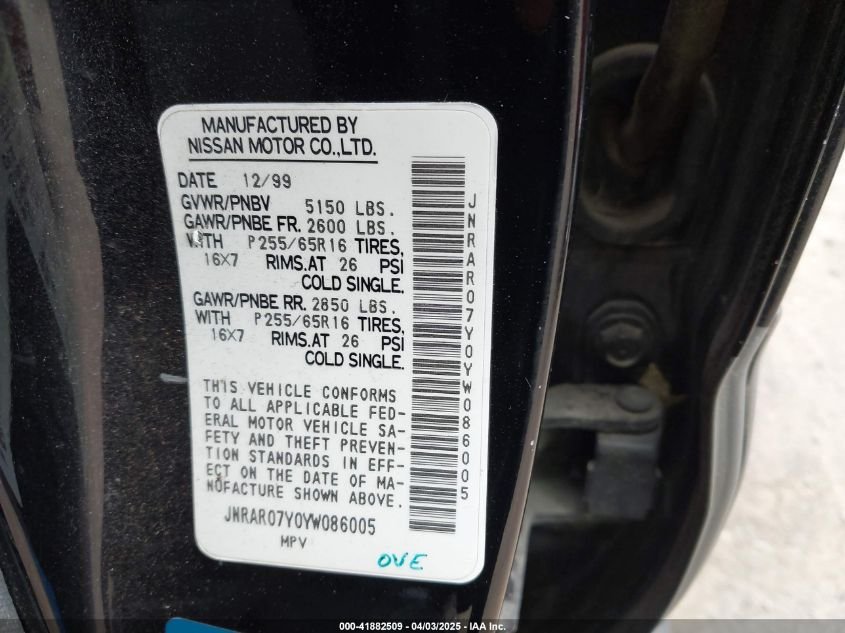 MANUFACTURED BY
NISSAN MOTOR CO.,LTD.
DATE 12/99
GVWR/PNBV 5150 LBS.
GAWR/PNBE FR. 2600 LBS.
WITH P255/65R16 TIRES,
16X7 RIMS.AT 26 PSI
COLD SINGLE.
GAWR/PNBE RR. 2850 LBS.
WITH P255/65R16 TIRES,
16X7 RIMS.AT 26 PSI
COLD SINGLE.
THIS VEHICLE CONFORMS
TO ALL APPLICABLE FED-
ERAL MOTOR VEHICLE SA-
FETY AND THEFT PREVEN-
TION STANDARDS IN EFF-
ECT ON THE DATE OF MA-
NOFACTURE SHOWN ABOVE.
JNRAR07Y0YW086005
MPV
OVE
JNRAR07Y0YW086005
000-41882509 - 04/03/2025 - IAAI.com